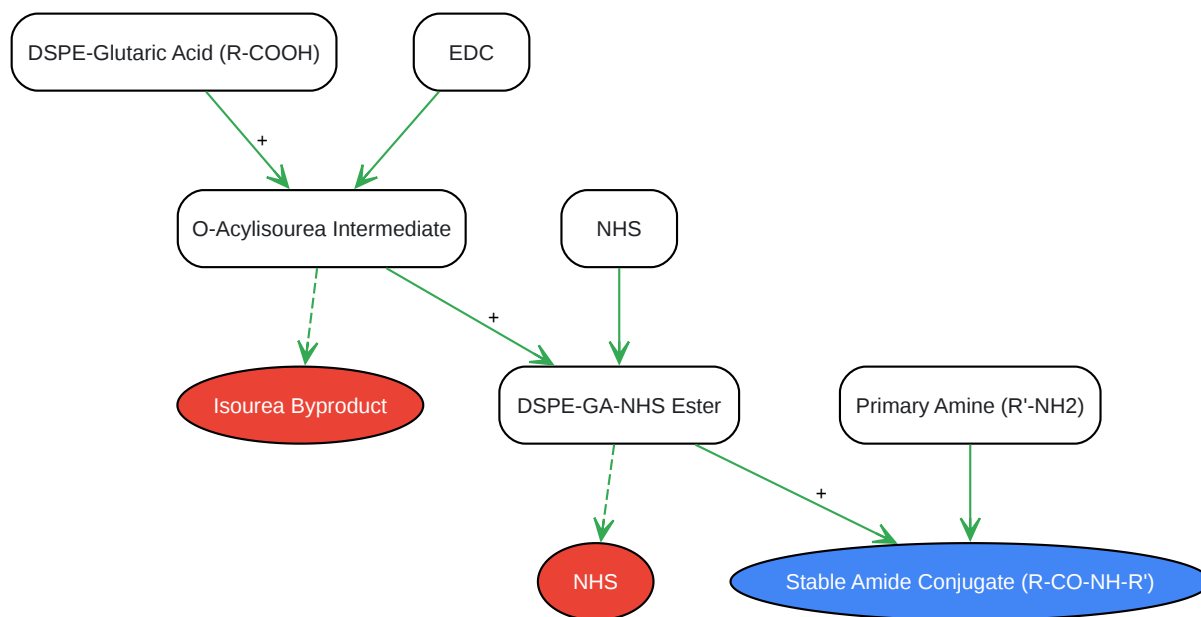 DSPE-Glutaric Acid (R-COOH)
EDC
+
O-Acylisourea Intermediate
NHS
+
Isourea Byproduct
DSPE-GA-NHS Ester
Primary Amine (R'-NH2)
+
NHS
Stable Amide Conjugate (R-CO-NH-R')